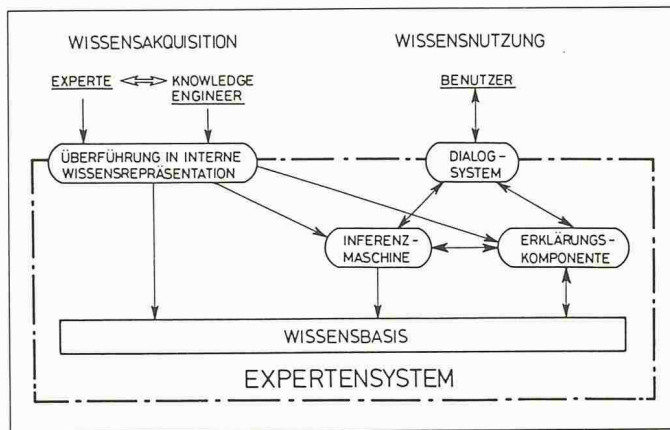 WISSENSAKQUISITION
WISSENSNUTZUNG
EXPERTE
KNOWLEDGE
ENGINEER
BENUTZER
ÜBERFÜHRUNG IN INTERNE
WISSENSREPRÄSENTATION
DIALOG-
SYSTEM
INFERENZ-
MASCHINE
ERKLÄRUNGS-
KOMPONENTE
WISSENSBASIS
EXPERTENSYSTEM